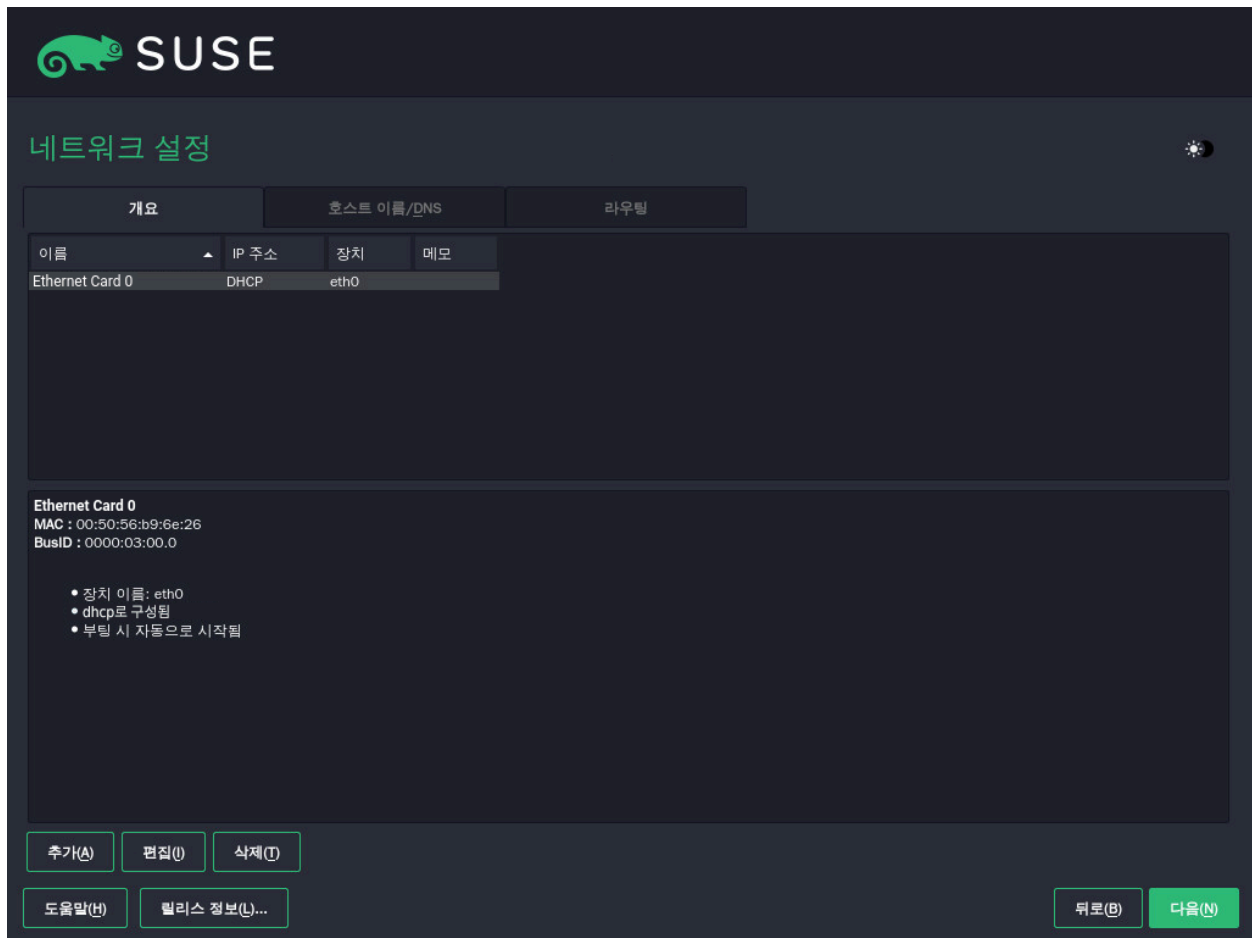 SUSE
네트워크 설정
개요 호스트 이름/DNS 라우팅
이름 IP 주소 장치 메모
Ethernet Card 0 DHCP eth0
Ethernet Card 0
MAC : 00:50:56:b9:6e:26
BusID : 0000:03:00.0
• 장치 이름: eth0
• dhcp로 구성됨
• 부팅 시 자동으로 시작됨
추가(A) 편집(I) 삭제(T)
도움말(H) 릴리스 정보(L)... 뒤로(B) 다음(N)